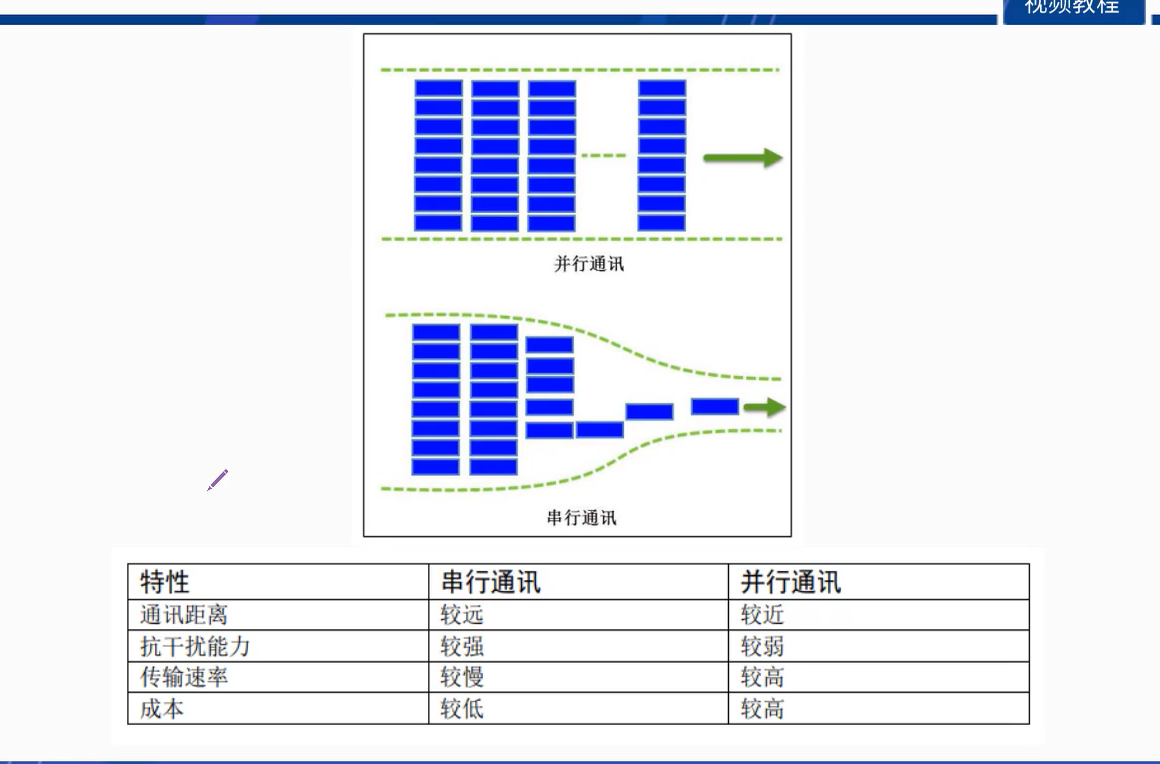 视频教程
并行通讯
串行通讯
特性 串行通讯 并行通讯
通讯距离 较远 较近
抗干扰能力 较强 较弱
传输速率 较慢 较高
成本 较低 较高